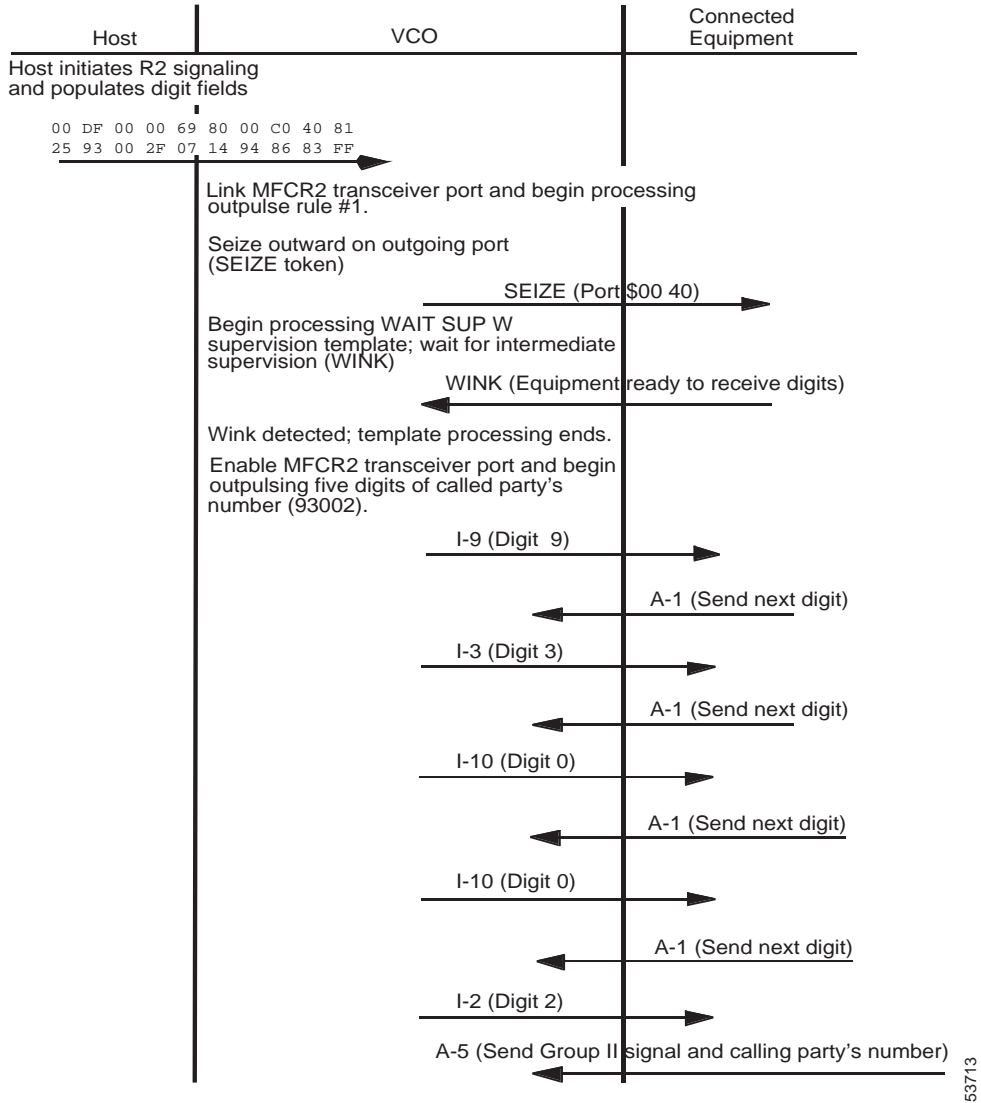 Host
VCO
Connected
Equipment
Host initiates R2 signaling
and populates digit fields
00 DF 00 00 69 80 00 C0 40 81
25 93 00 2F 07 14 94 86 83 FF
Link MFCR2 transceiver port and begin processing
outpulse rule #1.
Seize outward on outgoing port
(SEIZE token)
SEIZE (Port $00 40)
Begin processing WAIT SUP W
supervision template; wait for intermediate
supervision (WINK)
WINK (Equipment ready to receive digits)
Wink detected; template processing ends.
Enable MFCR2 transceiver port and begin
outpulsing five digits of called party's
number (93002).
I-9 (Digit 9)
A-1 (Send next digit)
I-3 (Digit 3)
A-1 (Send next digit)
I-10 (Digit 0)
A-1 (Send next digit)
I-10 (Digit 0)
A-1 (Send next digit)
I-2 (Digit 2)
A-5 (Send Group II signal and calling party's number)
53713